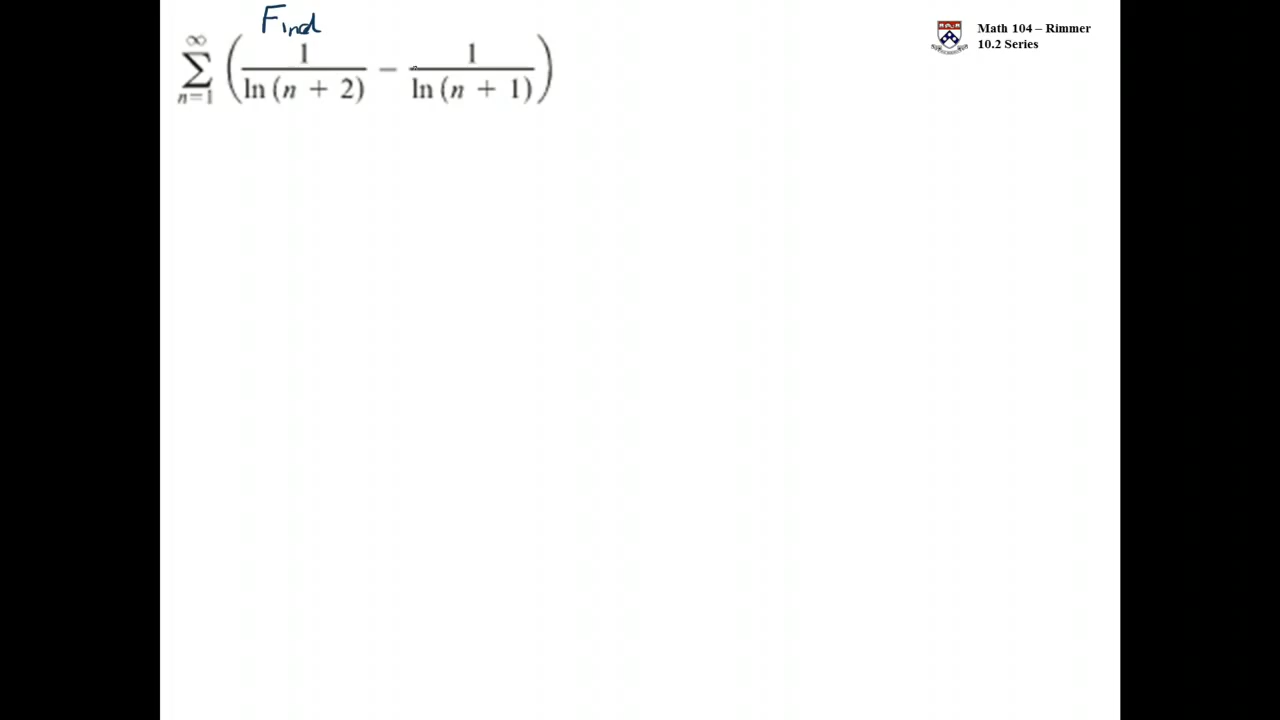 Find
∞
∑ ( 1/ln (n + 2) − 1/ln (n + 1) )
n=1
Math 104 – Rimmer
10.2 Series